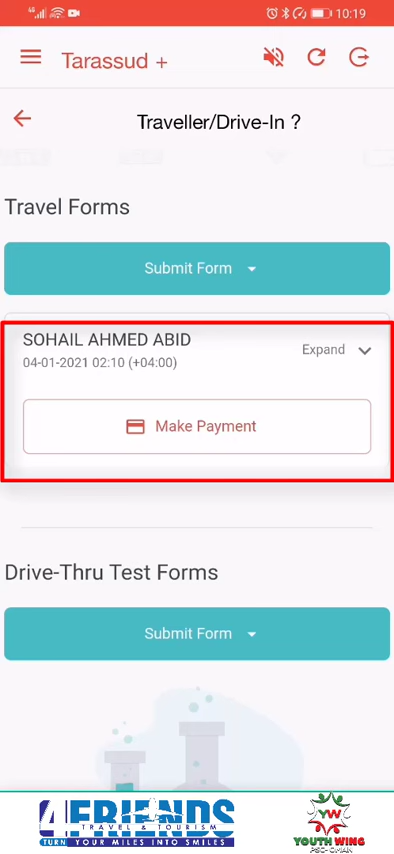 10:19
Tarassud +
Traveller/Drive-In ?
Travel Forms
Submit Form
SOHAIL AHMED ABID
Expand
04-01-2021 02:10 (+04:00)
Make Payment
Drive-Thru Test Forms
Submit Form
4FRIENDS
TRAVEL & TOURISM
TURN YOUR MILES INTO SMILES
YW
YOUTH WING
PSC-OMAN